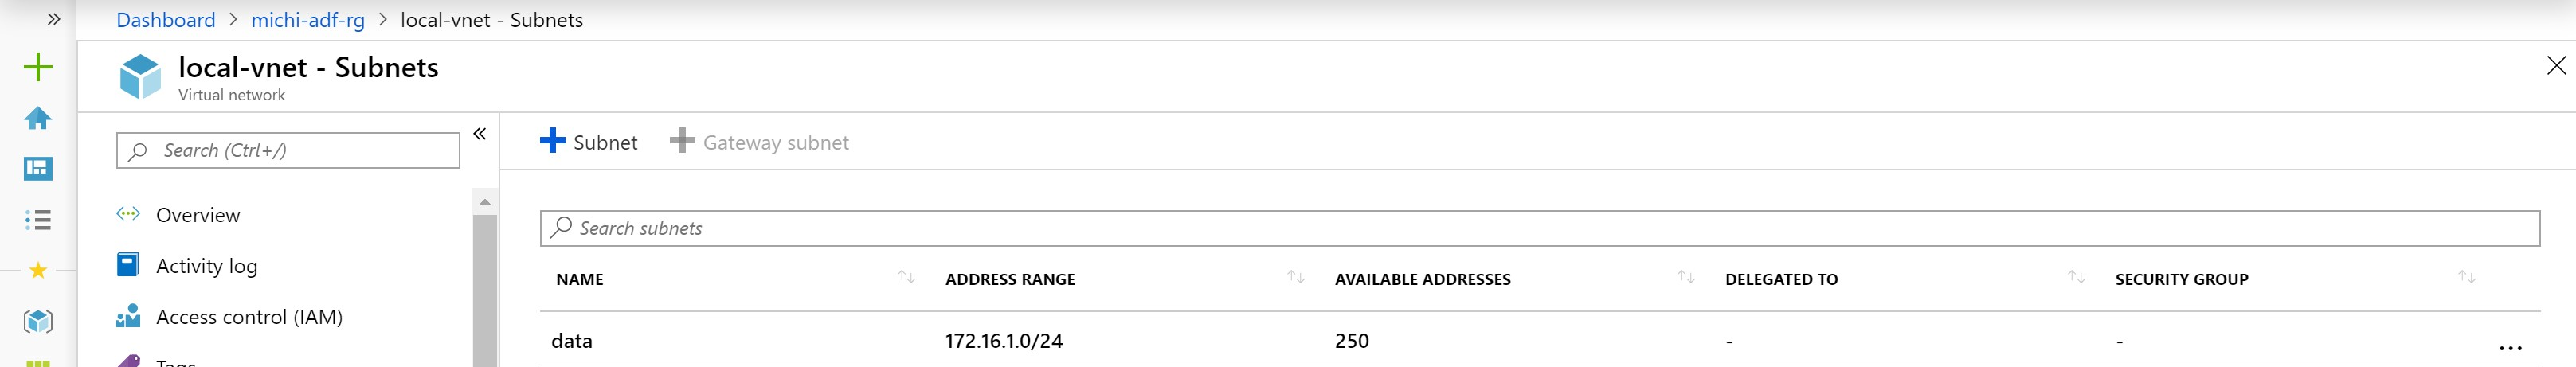 Dashboard > michi-adf-rg > local-vnet - Subnets
local-vnet - Subnets
Virtual network
Search (Ctrl+/)
Overview
Activity log
Access control (IAM)
Tags
Subnet Gateway subnet
Search subnets
NAME ADDRESS RANGE AVAILABLE ADDRESSES DELEGATED TO SECURITY GROUP
data 172.16.1.0/24 250 - - ...